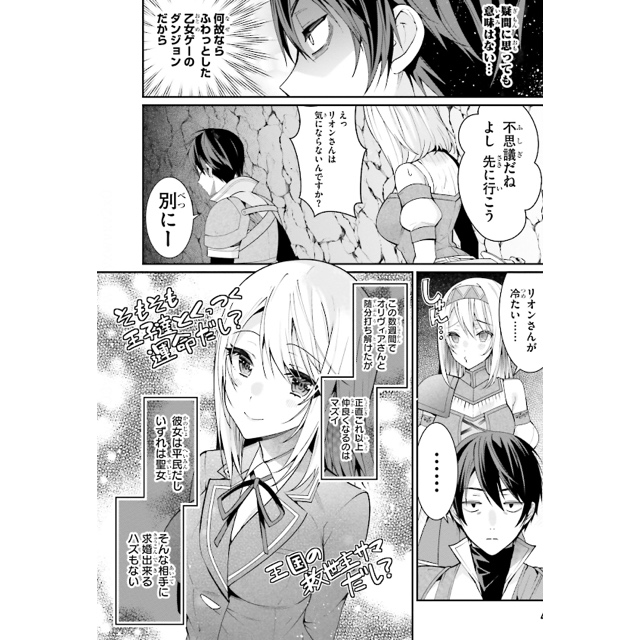 疑問に思っても
意味はない…
何故なら
ふわっとした
乙女ゲーの
ダンジョン
だから
不思議だね
よし 先に行こう
えっ
リオンさんは
気にならないんですか？
別にー
リオンさんが
冷たい……
しゅん…
……
この数週間で
オリヴィアさんと
随分打ち解けたが
正直これ以上
仲良くなるのは
マズイ
そもそも
王子達とくっつく
運命だし？
彼女は平民だし
いずれは聖女
そんな相手に
求婚出来る
ハズもない
王国の
救世主サマ
だし？